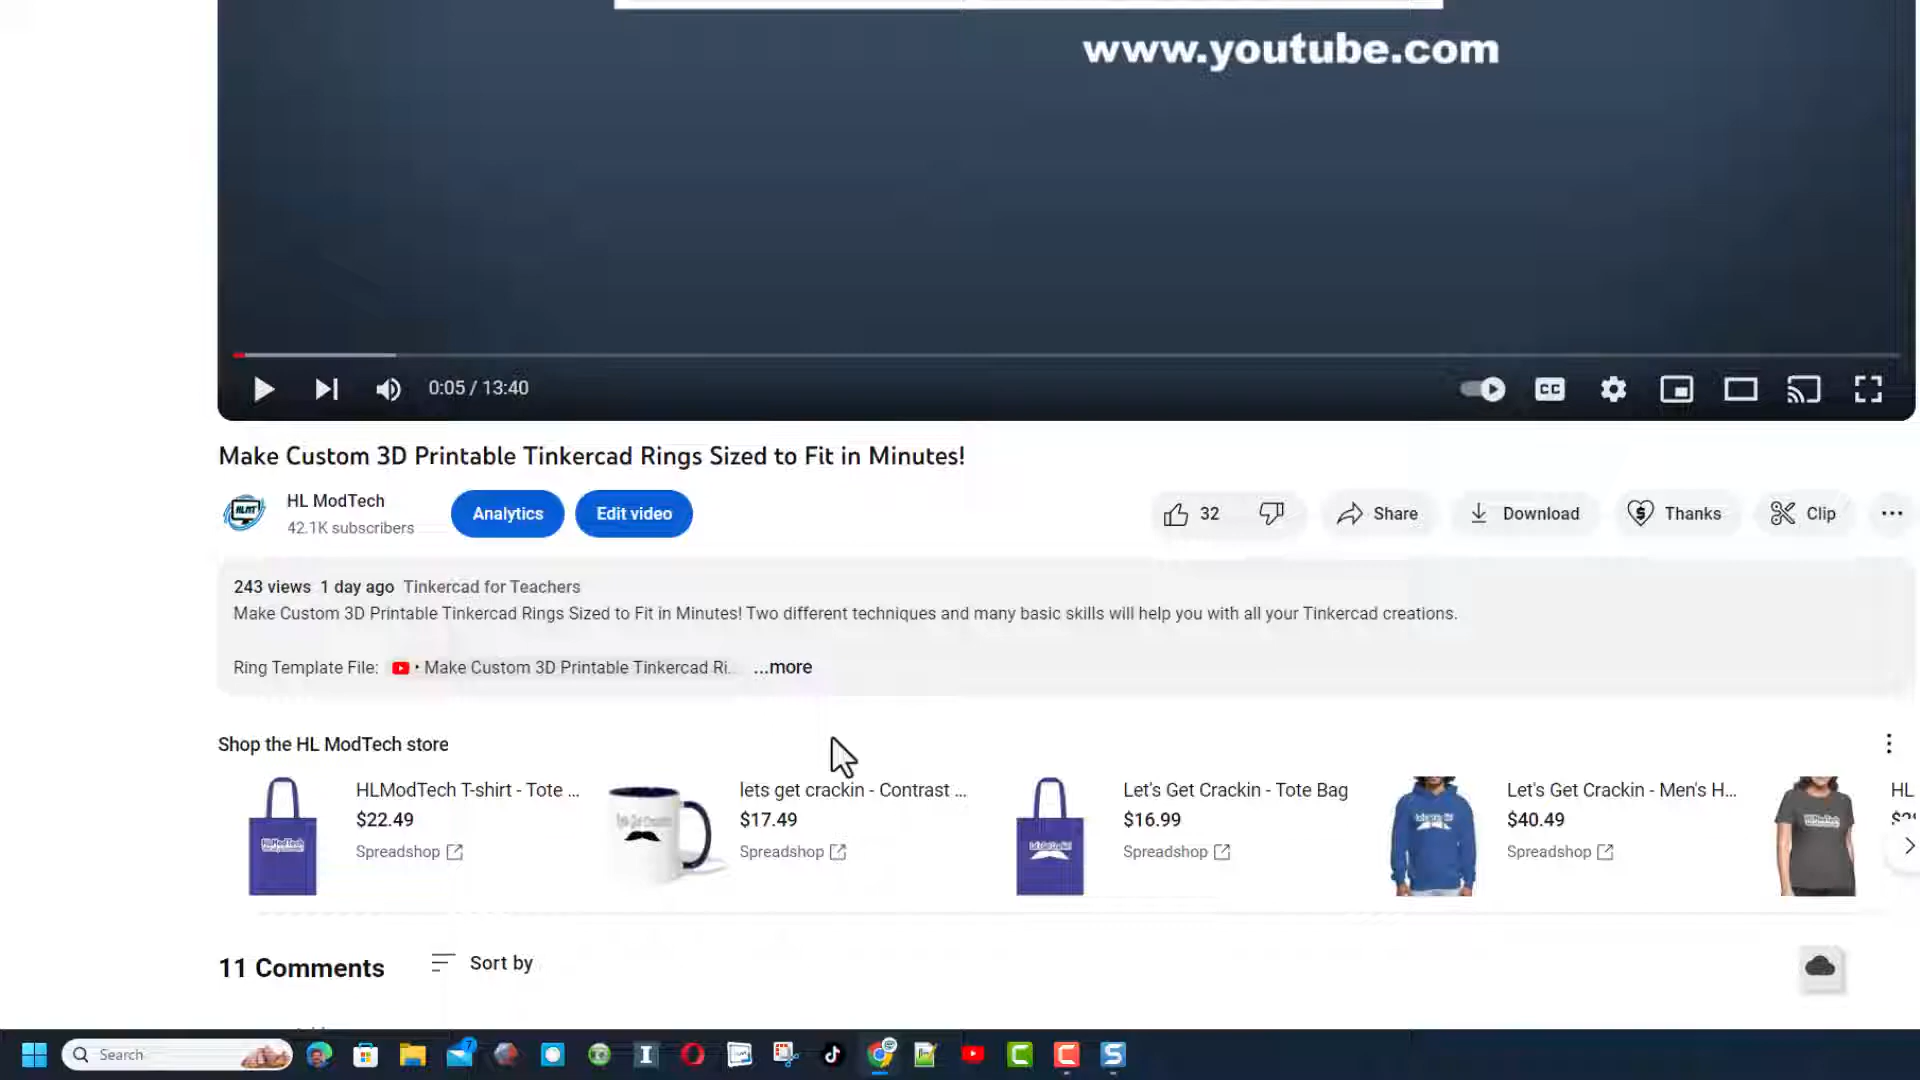 www.youtube.com
0:05 / 13:40
CC
Make Custom 3D Printable Tinkercad Rings Sized to Fit in Minutes!
HL ModTech
42.1K subscribers
Analytics
Edit video
32
Share
Download
Thanks
Clip
243 views 1 day ago Tinkercad for Teachers
Make Custom 3D Printable Tinkercad Rings Sized to Fit in Minutes! Two different techniques and many basic skills will help you with all your Tinkercad creations.
Ring Template File: • Make Custom 3D Printable Tinkercad Ri... ...more
Shop the HL ModTech store
HLModTech T-shirt - Tote ...
$22.49
Spreadshop
lets get crackin - Contrast ...
$17.49
Spreadshop
Let's Get Crackin - Tote Bag
$16.99
Spreadshop
Let's Get Crackin - Men's H...
$40.49
Spreadshop
HL
11 Comments
Sort by
Search